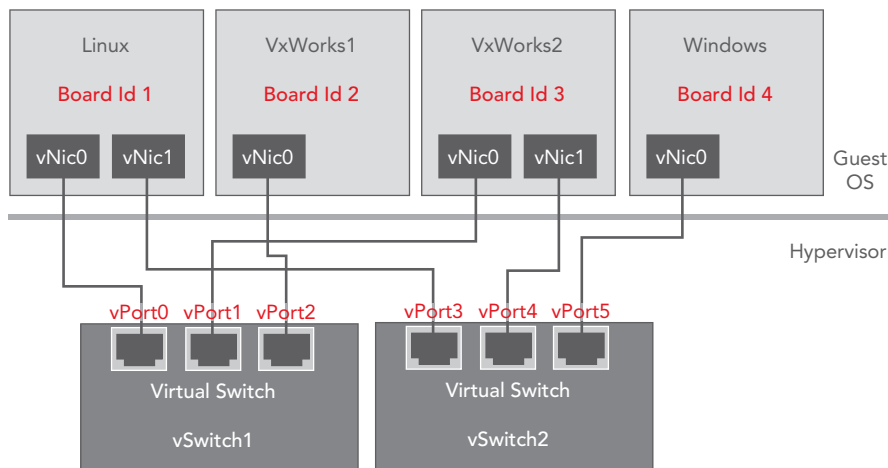 Linux
VxWorks1
VxWorks2
Windows
Board Id 1
Board Id 2
Board Id 3
Board Id 4
vNic0
vNic1
vNic0
vNic0
vNic1
vNic0
Guest
OS
Hypervisor
vPort0
vPort1
vPort2
vPort3
vPort4
vPort5
Virtual Switch
Virtual Switch
vSwitch1
vSwitch2